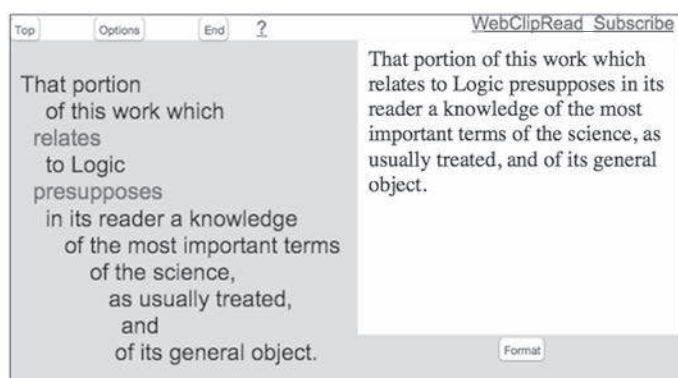 Top Options End ? WebClipRead Subscribe
That portion
of this work which
relates
to Logic
presupposes
in its reader a knowledge
of the most important terms
of the science,
as usually treated,
and
of its general object.
That portion of this work which
relates to Logic presupposes in its
reader a knowledge of the most
important terms of the science, as
usually treated, and of its general
object.
Format